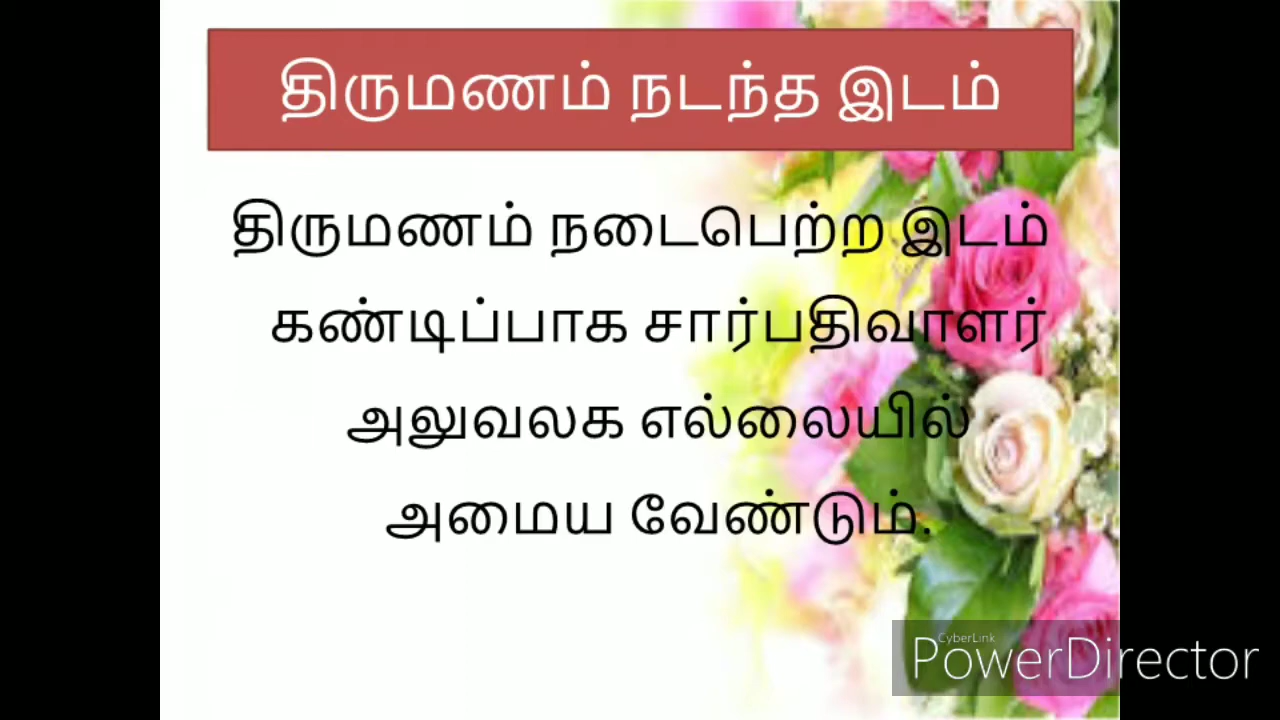 திருமணம் நடந்த இடம்
திருமணம் நடைபெற்ற இடம்
கண்டிப்பாக சார்பதிவாளர்
அலுவலக எல்லையில்
அமைய வேண்டும்.
CyberLink
PowerDirector